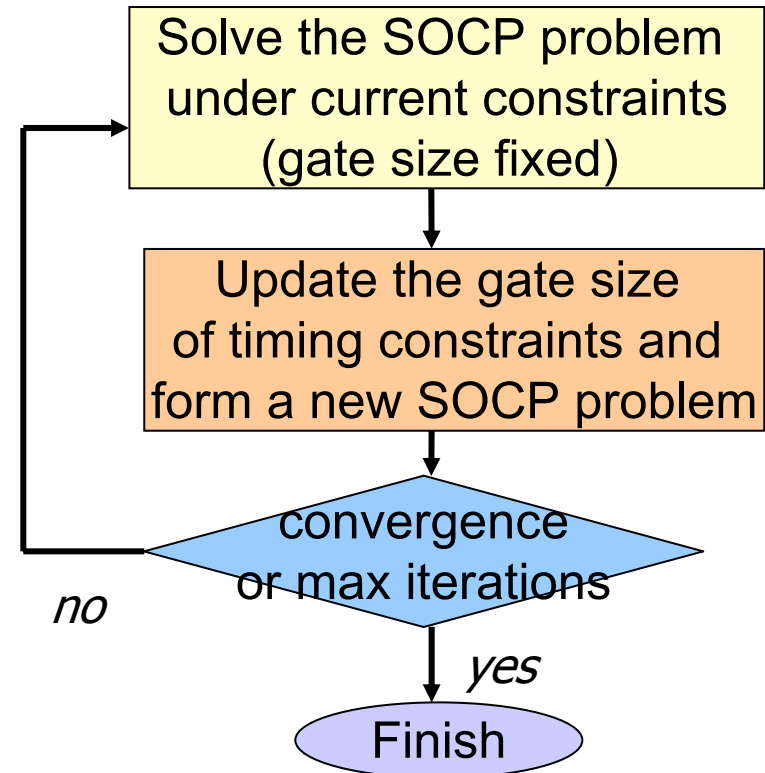 Solve the SOCP problem
under current constraints
(gate size fixed)
Update the gate size
of timing constraints and
form a new SOCP problem
convergence
or max iterations
no
yes
Finish